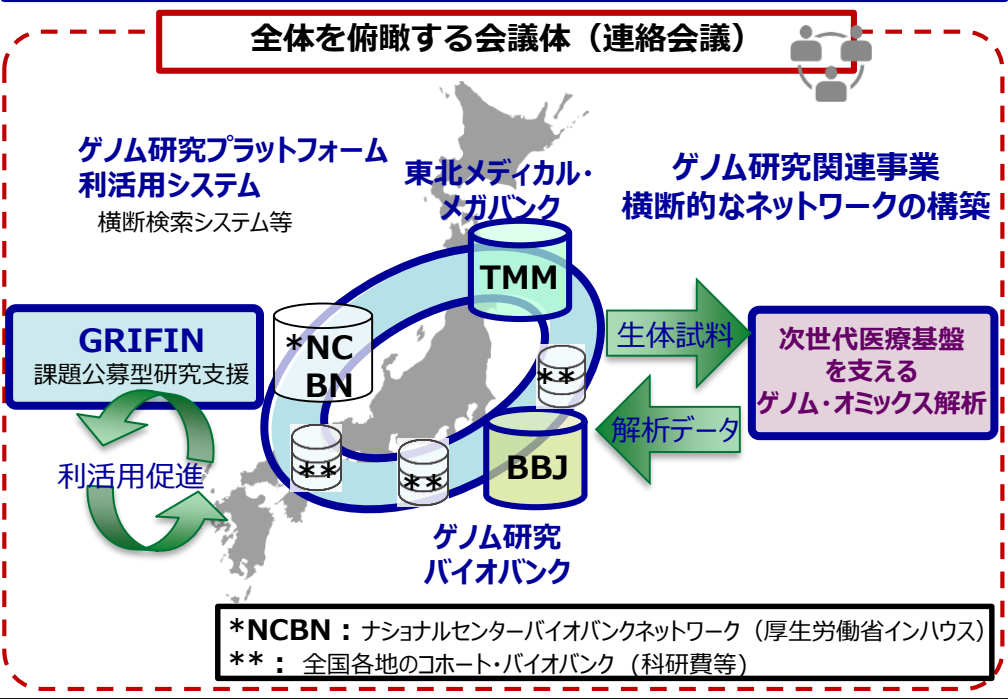 全体を俯瞰する会議体（連絡会議）
ゲノム研究プラットフォーム
利活用システム
横断検索システム等
東北メディカル・
メガバンク
ゲノム研究関連事業
横断的なネットワークの構築
TMM
GRIFIN
課題公募型研究支援
*NC
BN
生体試料
次世代医療基盤
を支える
ゲノム・オミックス解析
**
解析データ
利活用促進
**
**
BBJ
ゲノム研究
バイオバンク
*NCBN：ナショナルセンターバイオバンクネットワーク（厚生労働省インハウス）
**：全国各地のコホート・バイオバンク（科研費等）